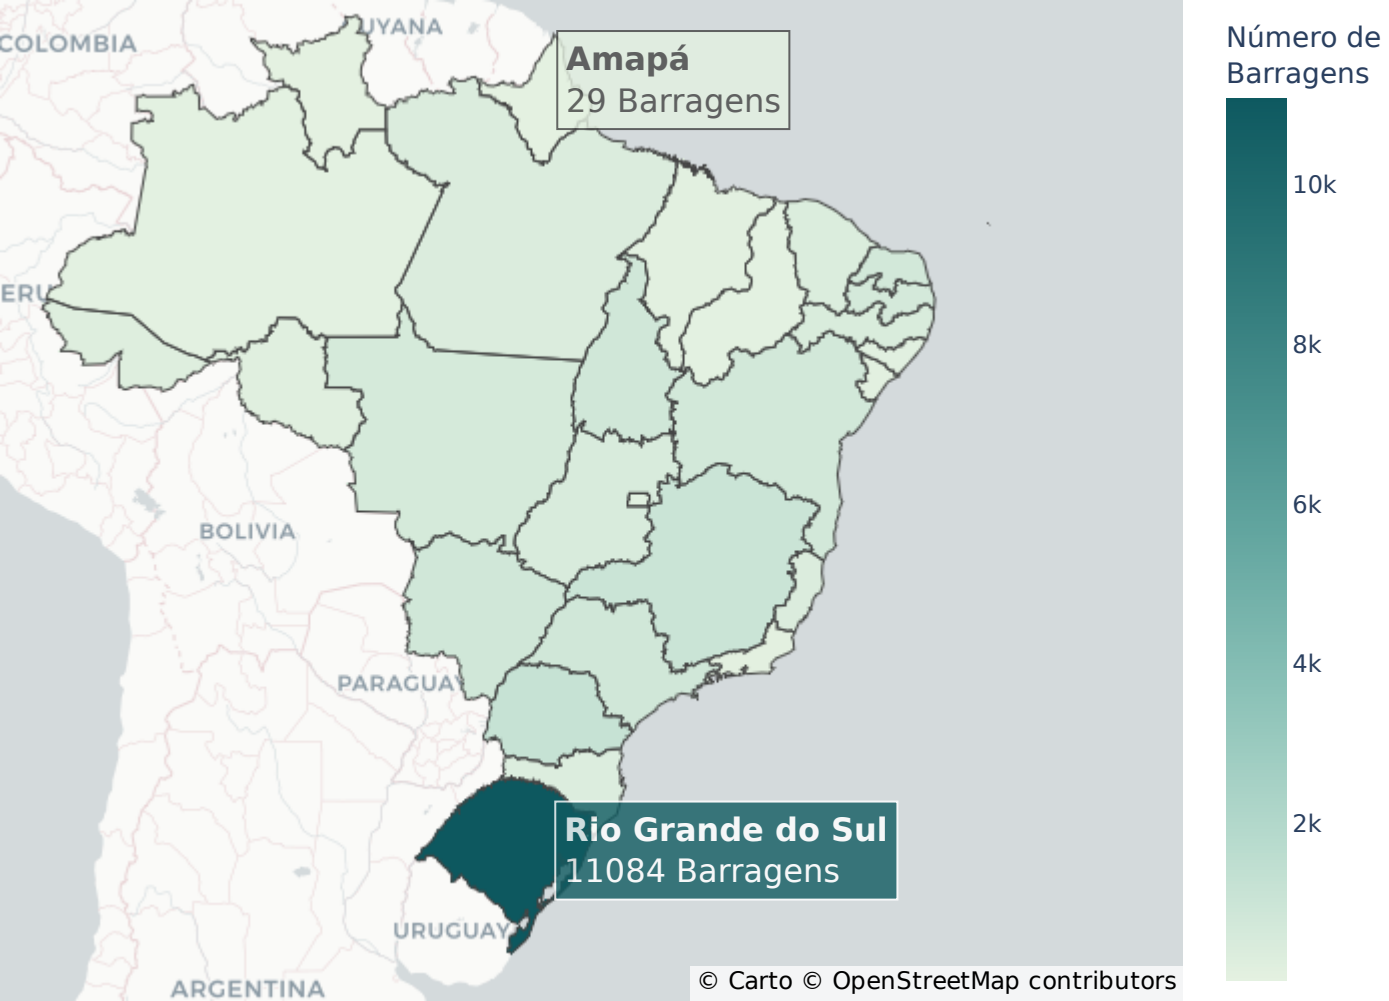 COLOMBIA
UYANA
Amapá
29 Barragens
ERU
BOLIVIA
PARAGUAY
Rio Grande do Sul
11084 Barragens
URUGUAY
ARGENTINA
© Carto © OpenStreetMap contributors
Número de
Barragens
10k
8k
6k
4k
2k